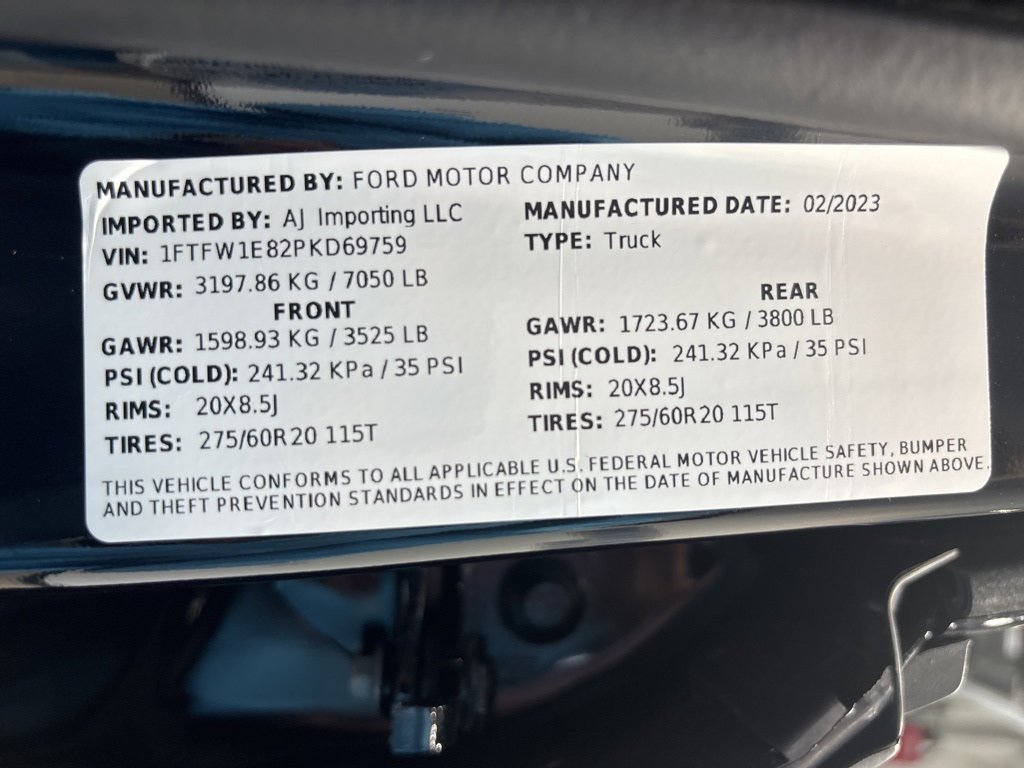 MANUFACTURED BY: FORD MOTOR COMPANY
IMPORTED BY: AJ Importing LLC
MANUFACTURED DATE: 02/2023
VIN: 1FTFW1E82PKD69759
TYPE: Truck
GVWR: 3197.86 KG / 7050 LB
FRONT
REAR
GAWR: 1598.93 KG / 3525 LB
GAWR: 1723.67 KG / 3800 LB
PSI (COLD): 241.32 KPa / 35 PSI
PSI (COLD): 241.32 KPa / 35 PSI
RIMS: 20X8.5J
RIMS: 20X8.5J
TIRES: 275/60R20 115T
TIRES: 275/60R20 115T
THIS VEHICLE CONFORMS TO ALL APPLICABLE U.S. FEDERAL MOTOR VEHICLE SAFETY, BUMPER
AND THEFT PREVENTION STANDARDS IN EFFECT ON THE DATE OF MANUFACTURE SHOWN ABOVE.